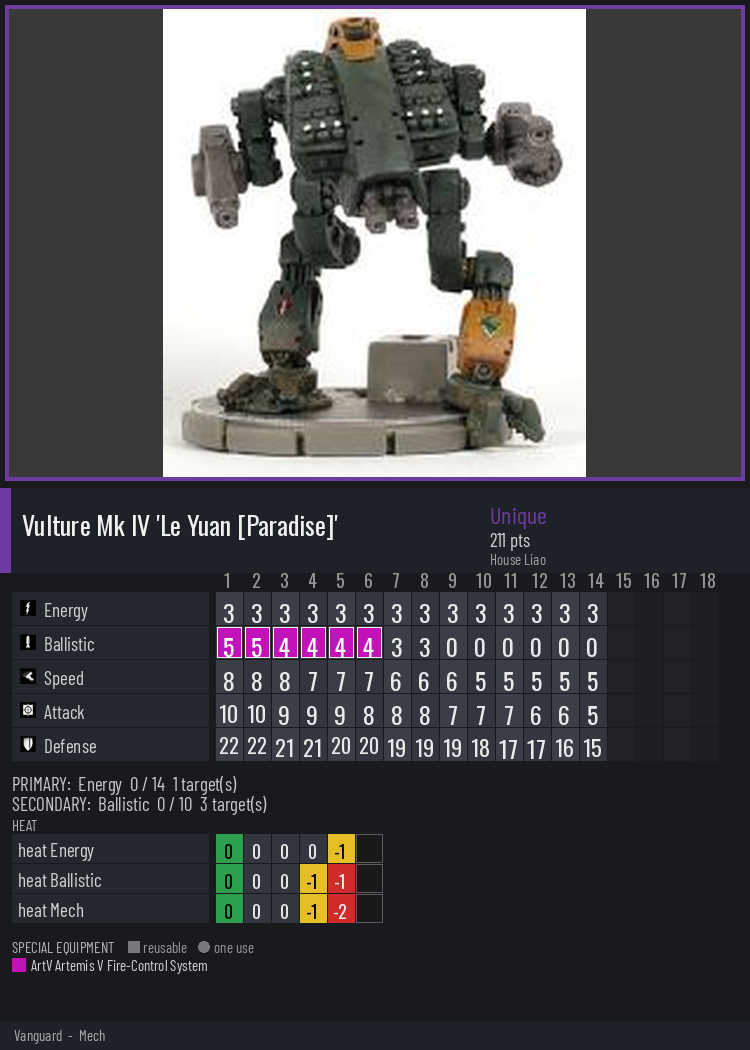 Vulture Mk IV 'Le Yuan [Paradise]'
Unique
211 pts
House Liao
1 2 3 4 5 6 7 8 9 10 11 12 13 14 15 16 17 18
Energy 3 3 3 3 3 3 3 3 3 3 3 3 3 3
Ballistic 5 5 4 4 4 4 3 3 0 0 0 0 0 0
Speed 8 8 8 7 7 7 6 6 6 5 5 5 5 5
Attack 10 10 9 9 9 8 8 8 7 7 7 6 6 5
Defense 22 22 21 21 20 20 19 19 19 18 17 17 16 15
PRIMARY: Energy 0 / 14 1 target(s)
SECONDARY: Ballistic 0 / 10 3 target(s)
HEAT
heat Energy 0 0 0 0 -1
heat Ballistic 0 0 0 -1 -1
heat Mech 0 0 0 -1 -2
SPECIAL EQUIPMENT reusable one use
ArtV Artemis V Fire-Control System
Vanguard - Mech